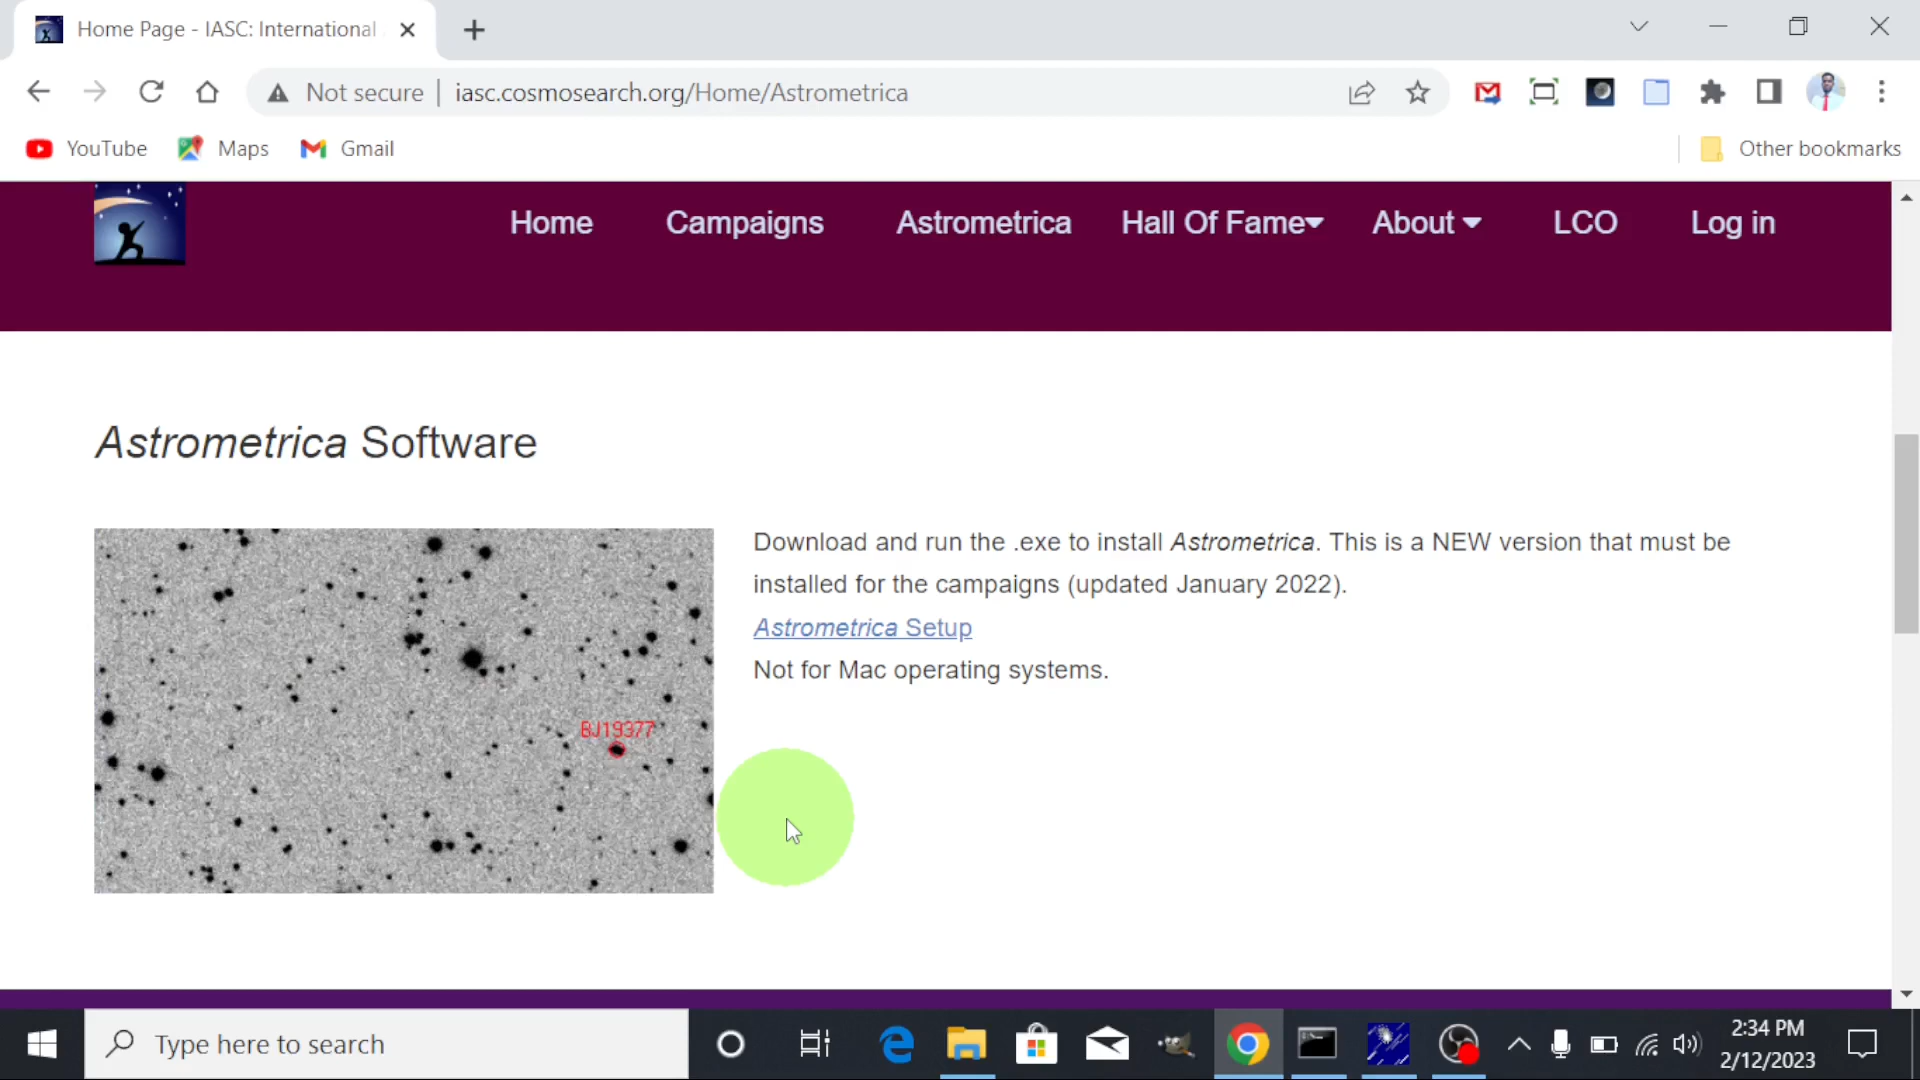 Home Page - IASC: International
Not secure
iasc.cosmosearch.org/Home/Astrometrica
YouTube
Maps
Gmail
Other bookmarks
Home
Campaigns
Astrometrica
Hall Of Fame
About
LCO
Log in
Astrometrica Software
Download and run the .exe to install Astrometrica. This is a NEW version that must be
installed for the campaigns (updated January 2022).
Astrometrica Setup
Not for Mac operating systems.
BJ19377
Type here to search
2:34 PM
2/12/2023